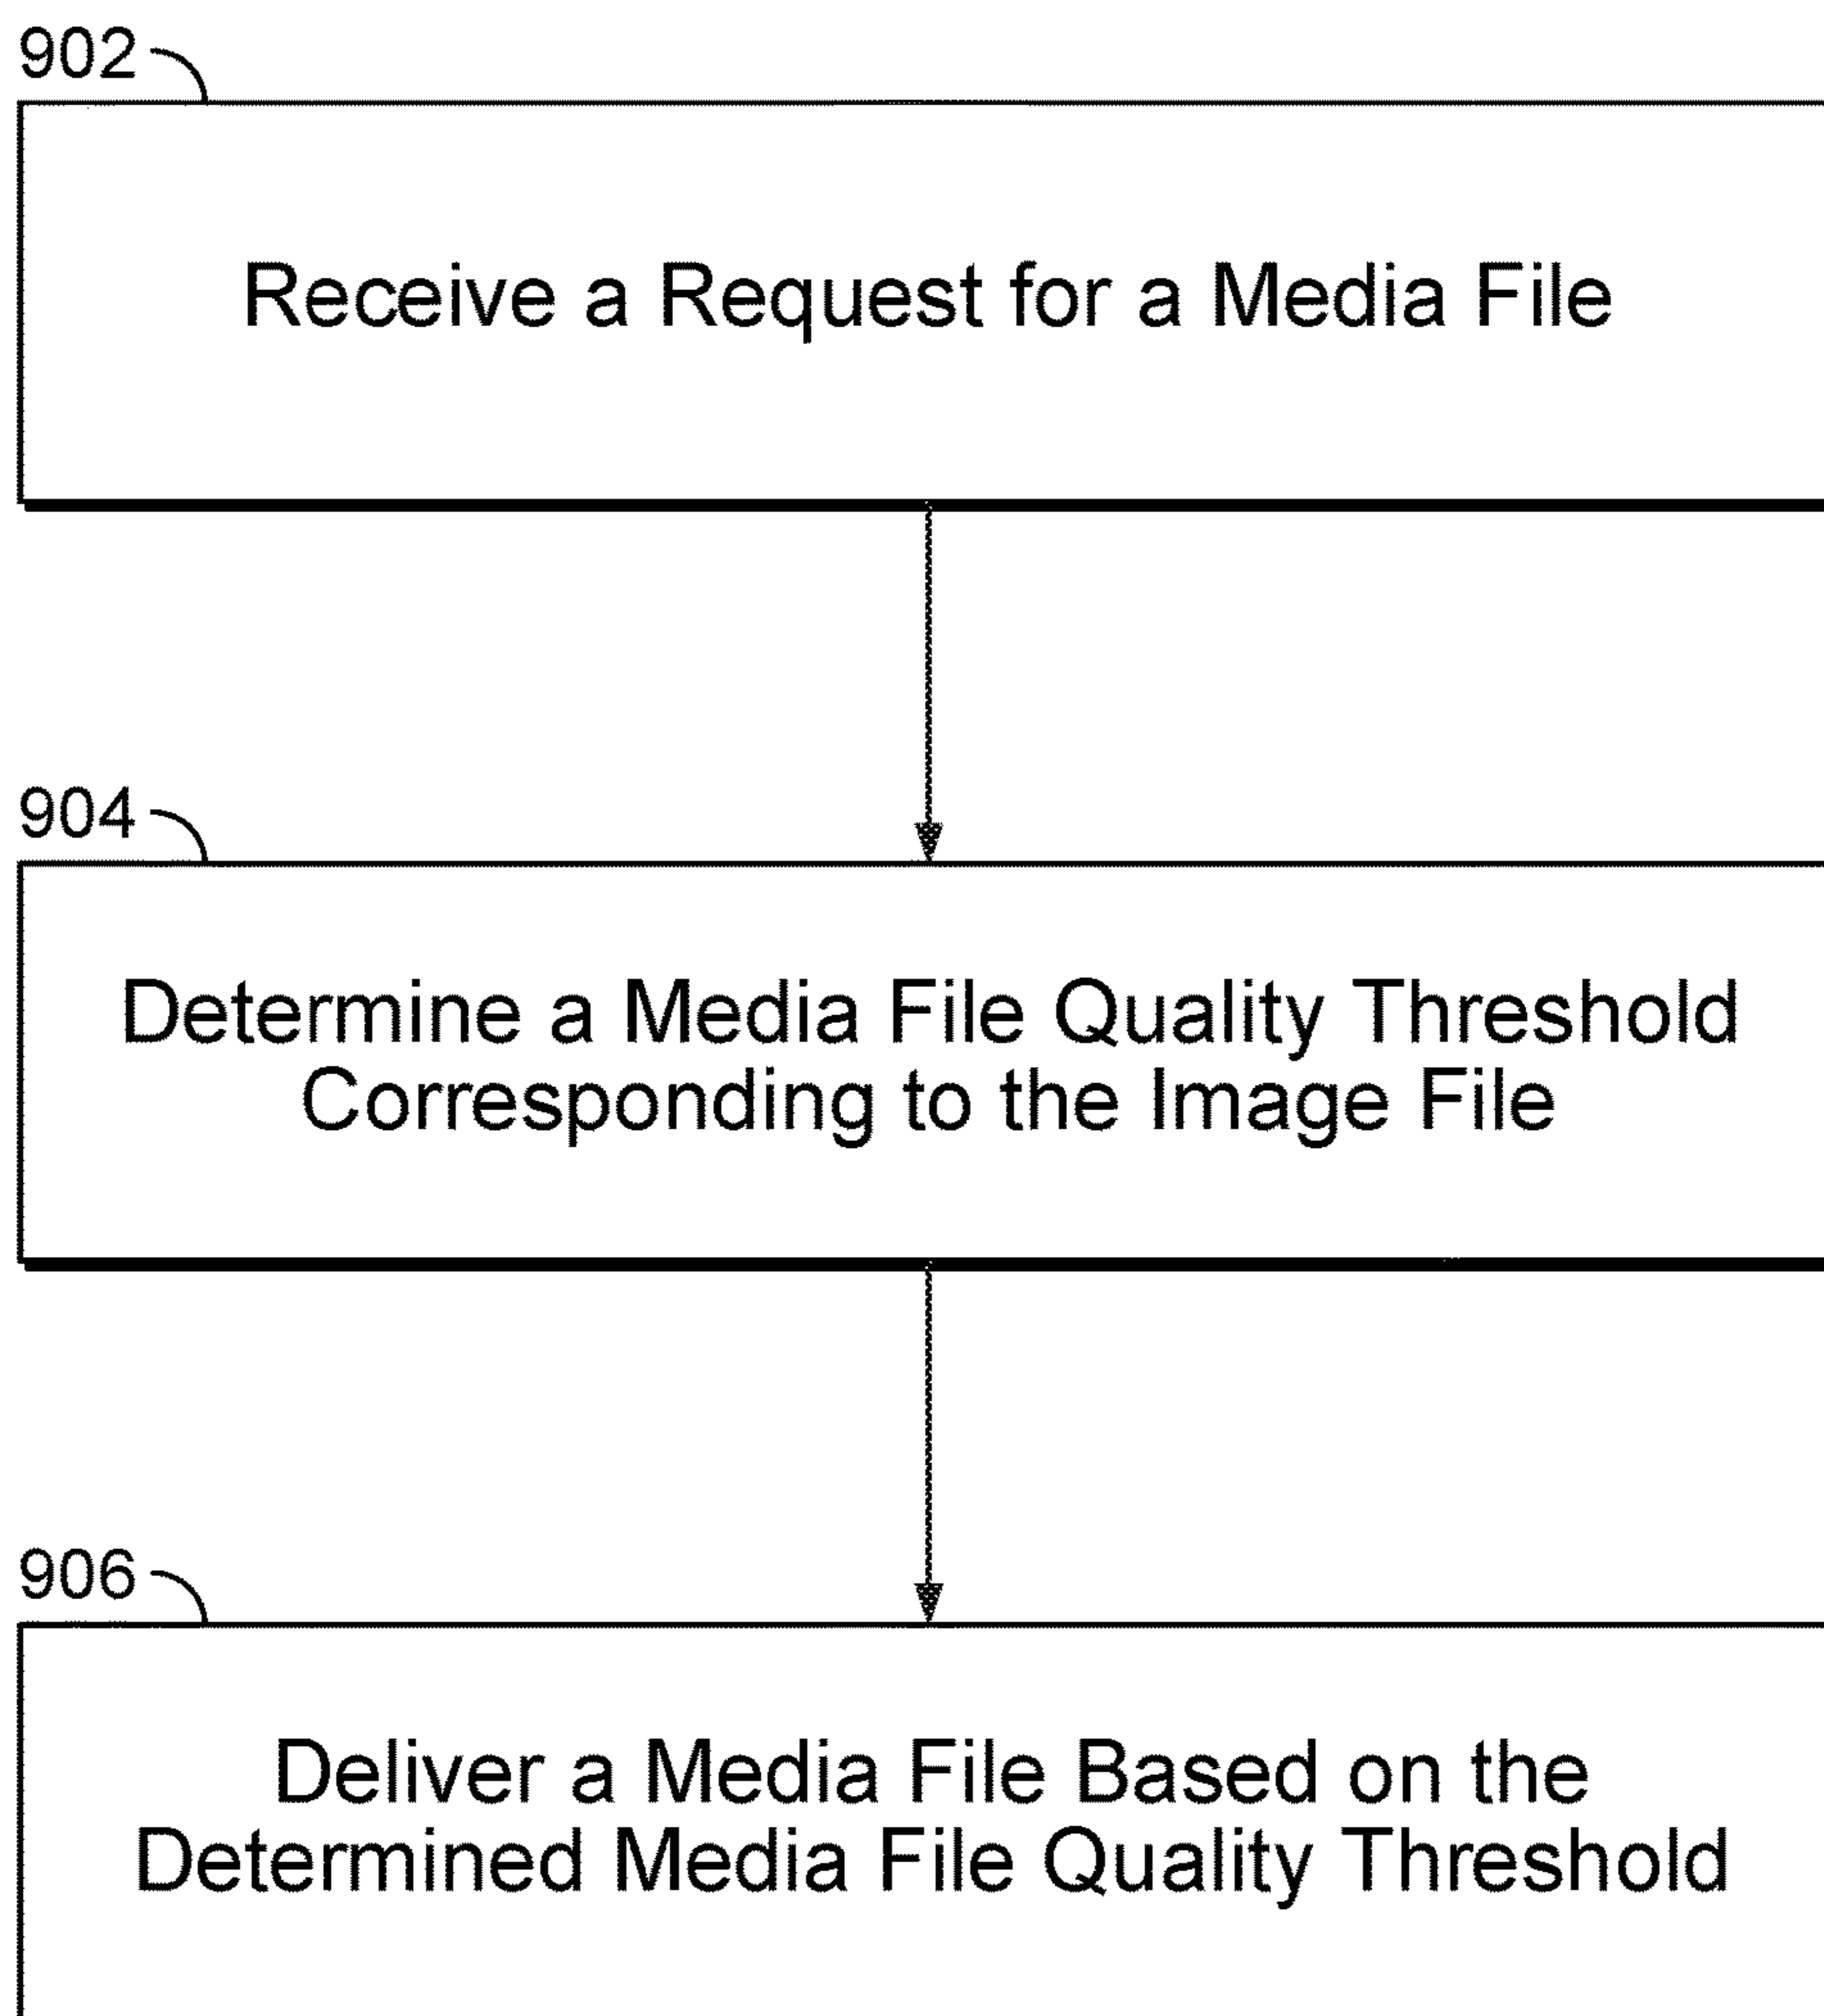 902
Receive a Request for a Media File
904
Determine a Media File Quality Threshold
Corresponding to the Image File
906
Deliver a Media File Based on the
Determined Media File Quality Threshold